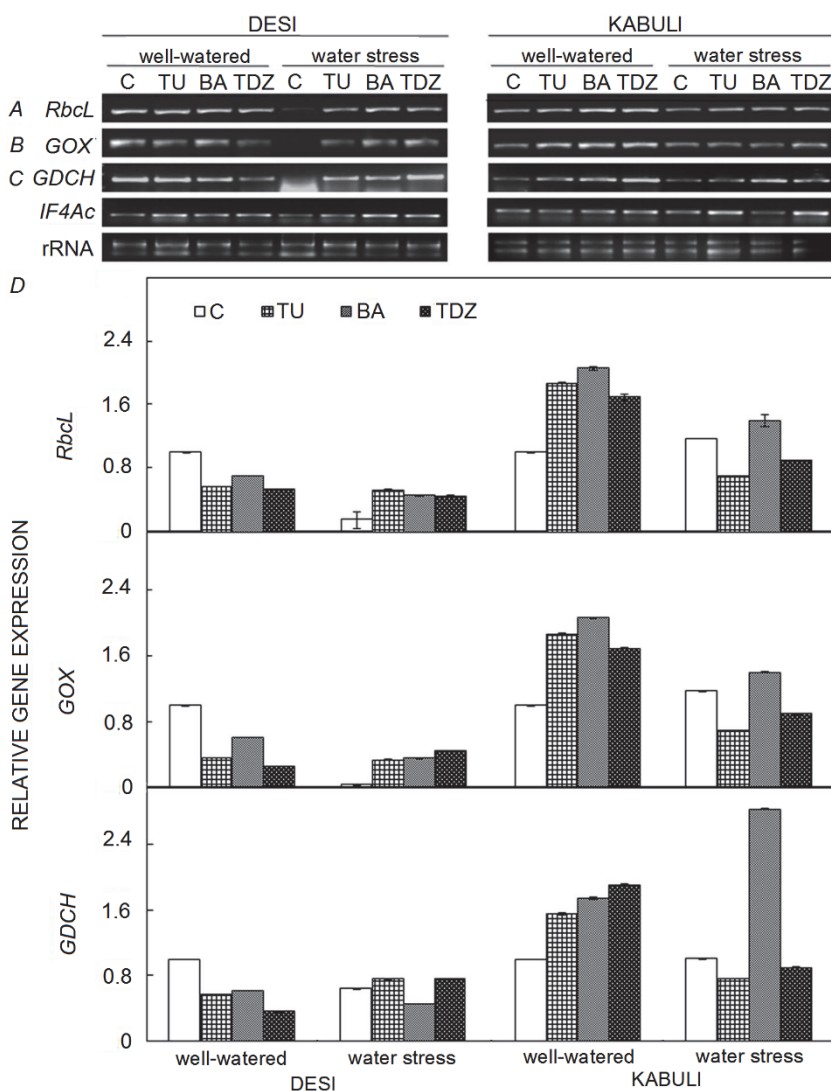 DESI KABULI
well-watered water stress well-watered water stress
C TU BA TDZ C TU BA TDZ C TU BA TDZ C TU BA TDZ
A RbcL
B GOX
C GDCH
IF4Ac
rRNA
D
C TU BA TDZ
2.4
1.6
0.8
0
RbcL
2.4
1.6
0.8
0
GOX
2.4
1.6
0.8
0
GDCH
RELATIVE GENE EXPRESSION
well-watered water stress well-watered water stress
DESI KABULI